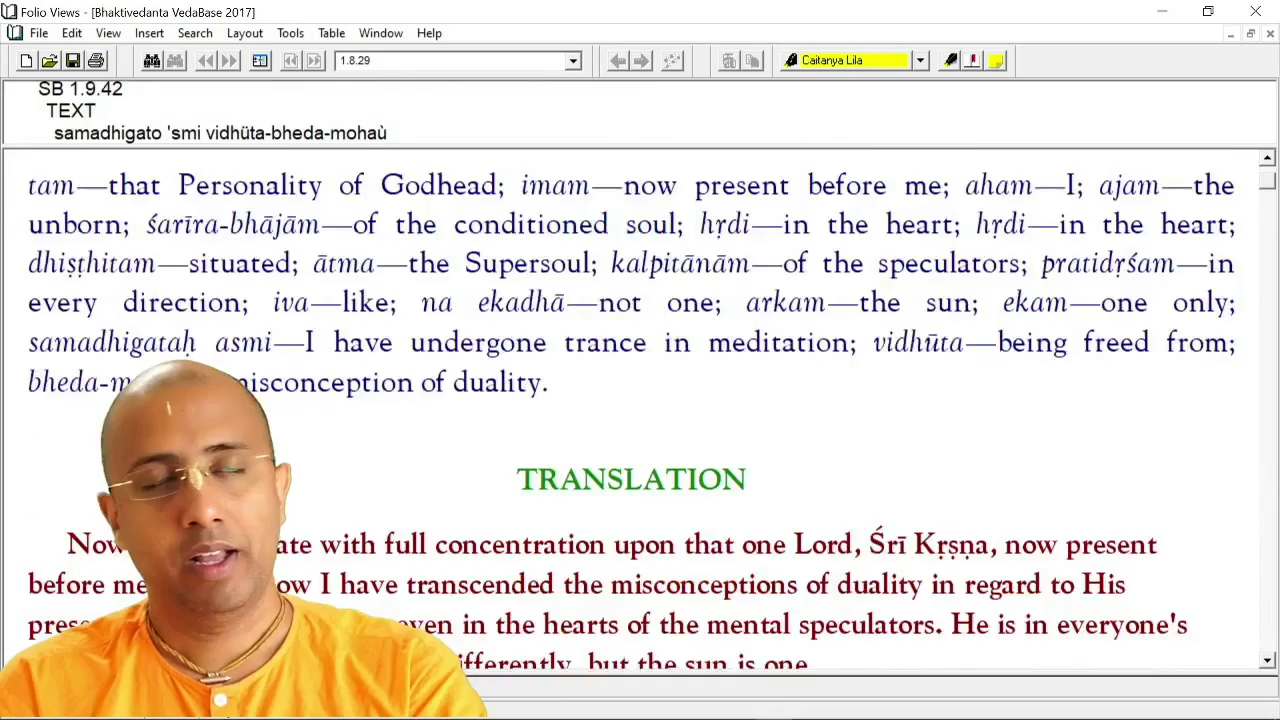 Folio Views - [Bhaktivedanta VedaBase 2017]
File Edit View Insert Search Layout Tools Table Window Help
1.8.29 Caitanya Lila
SB 1.9.42
TEXT
samadhigato 'smi vidhüta-bheda-mohaù
tam—that Personality of Godhead; imam—now present before me; aham—I; ajam—the
unborn; śarīra-bhājām—of the conditioned soul; hṛdi—in the heart; hṛdi—in the heart;
dhiṣṭhitam—situated; ātma—the Supersoul; kalpitānām—of the speculators; pratidṛśam—in
every direction; iva—like; na ekadhā—not one; arkam—the sun; ekam—one only;
samadhigataḥ asmi—I have undergone trance in meditation; vidhūta—being freed from;
misconception of duality.
TRANSLATION
with full concentration upon that one Lord, Śrī Kṛṣṇa, now present
before me I have transcended the misconceptions of duality in regard to His
even in the hearts of the mental speculators. He is in everyone's
differently, but the sun is one.